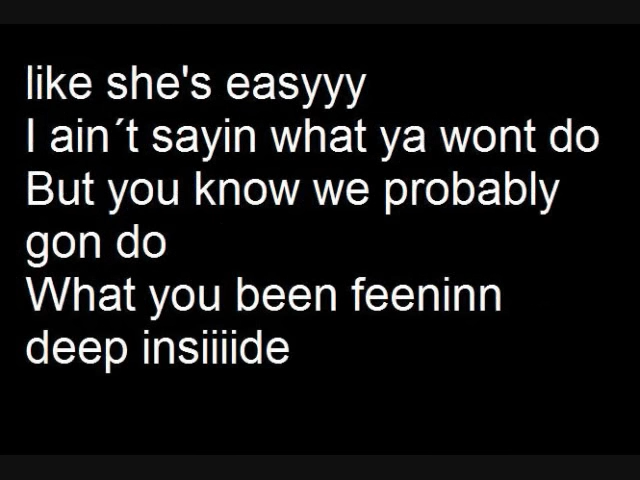 like she's easyyy
I ain´t sayin what ya wont do
But you know we probably
gon do
What you been feeninn
deep insiiiide